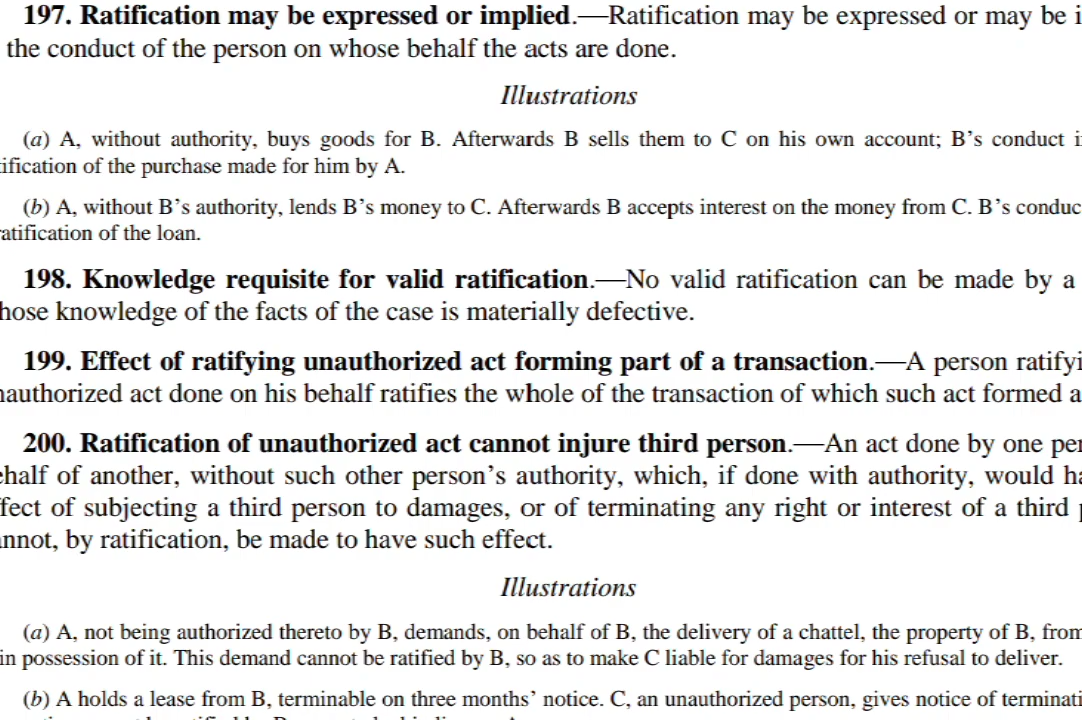 197. Ratification may be expressed or implied.—Ratification may be expressed or may be
the conduct of the person on whose behalf the acts are done.
Illustrations
(a) A, without authority, buys goods for B. Afterwards B sells them to C on his own account; B’s conduct
tification of the purchase made for him by A.
(b) A, without B’s authority, lends B’s money to C. Afterwards B accepts interest on the money from C. B’s conduc
ratification of the loan.
198. Knowledge requisite for valid ratification.—No valid ratification can be made by a
hose knowledge of the facts of the case is materially defective.
199. Effect of ratifying unauthorized act forming part of a transaction.—A person ratifyi
nauthorized act done on his behalf ratifies the whole of the transaction of which such act formed a
200. Ratification of unauthorized act cannot injure third person.—An act done by one per
ehalf of another, without such other person’s authority, which, if done with authority, would ha
ffect of subjecting a third person to damages, or of terminating any right or interest of a third
annot, by ratification, be made to have such effect.
Illustrations
(a) A, not being authorized thereto by B, demands, on behalf of B, the delivery of a chattel, the property of B, from
in possession of it. This demand cannot be ratified by B, so as to make C liable for damages for his refusal to deliver.
(b) A holds a lease from B, terminable on three months’ notice. C, an unauthorized person, gives notice of terminati